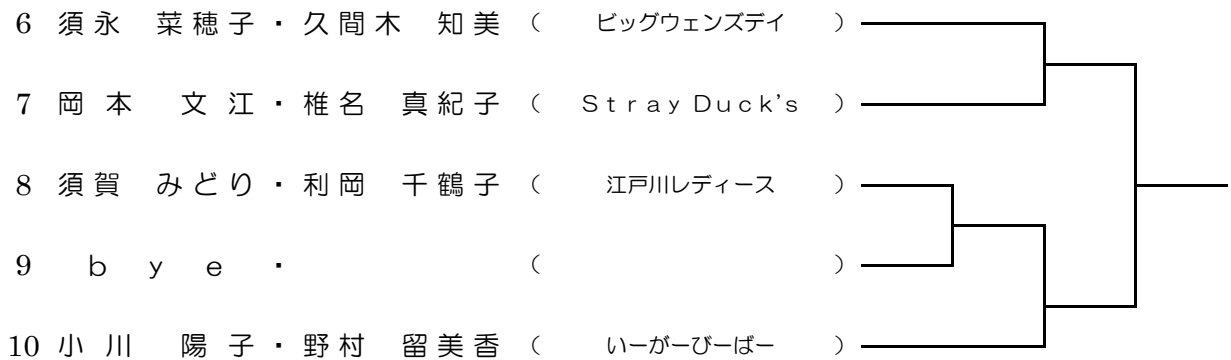 6 須永 菜穂子・久間木 知美 ( ビッグウェンズデイ )
7 岡本 文江・椎名 真紀子 ( Stray Duck's )
8 須賀 みどり・利岡 千鶴子 ( 江戸川レディース )
9 bye・ ( )
10 小川 陽子・野村 留美香 ( いーがーびーばー )